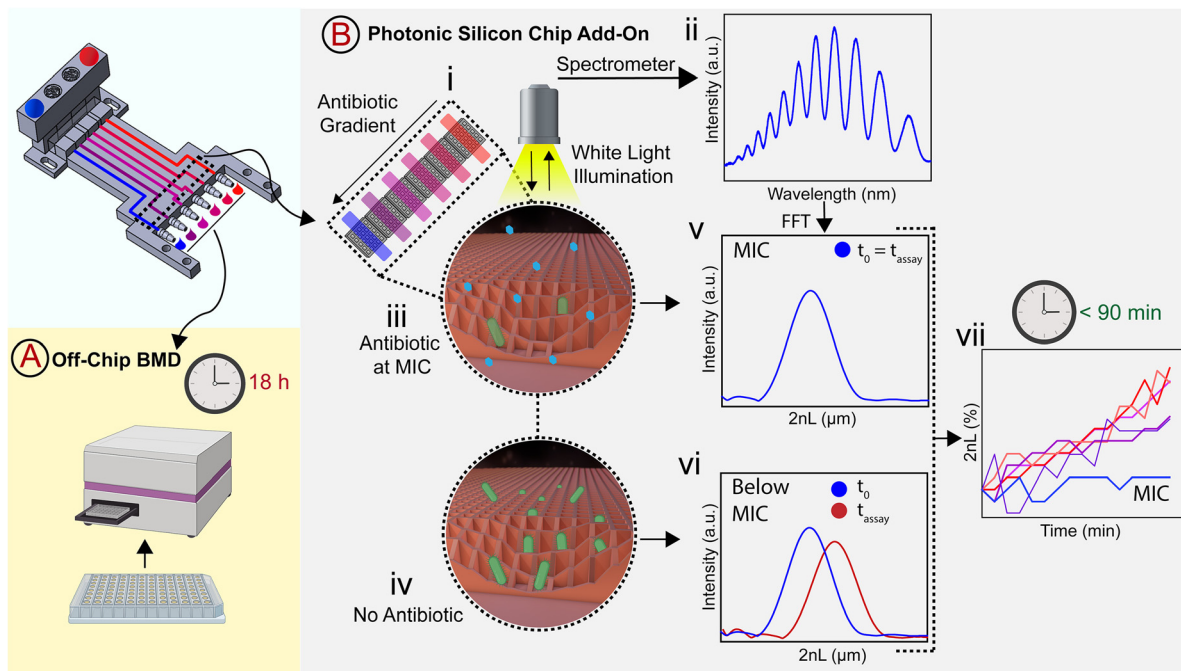 B Photonic Silicon Chip Add-On
i
Antibiotic
Gradient
Spectrometer
White Light
Illumination
ii
Intensity (a.u.)
Wavelength (nm)
FFT
iii
Antibiotic
at MIC
v
MIC
t0 = tassay
Intensity (a.u.)
2nL (µm)
iv
No Antibiotic
vi
Below
MIC
t0
tassay
Intensity (a.u.)
2nL (µm)
< 90 min
vii
2nL (%)
MIC
Time (min)
A Off-Chip BMD
18 h